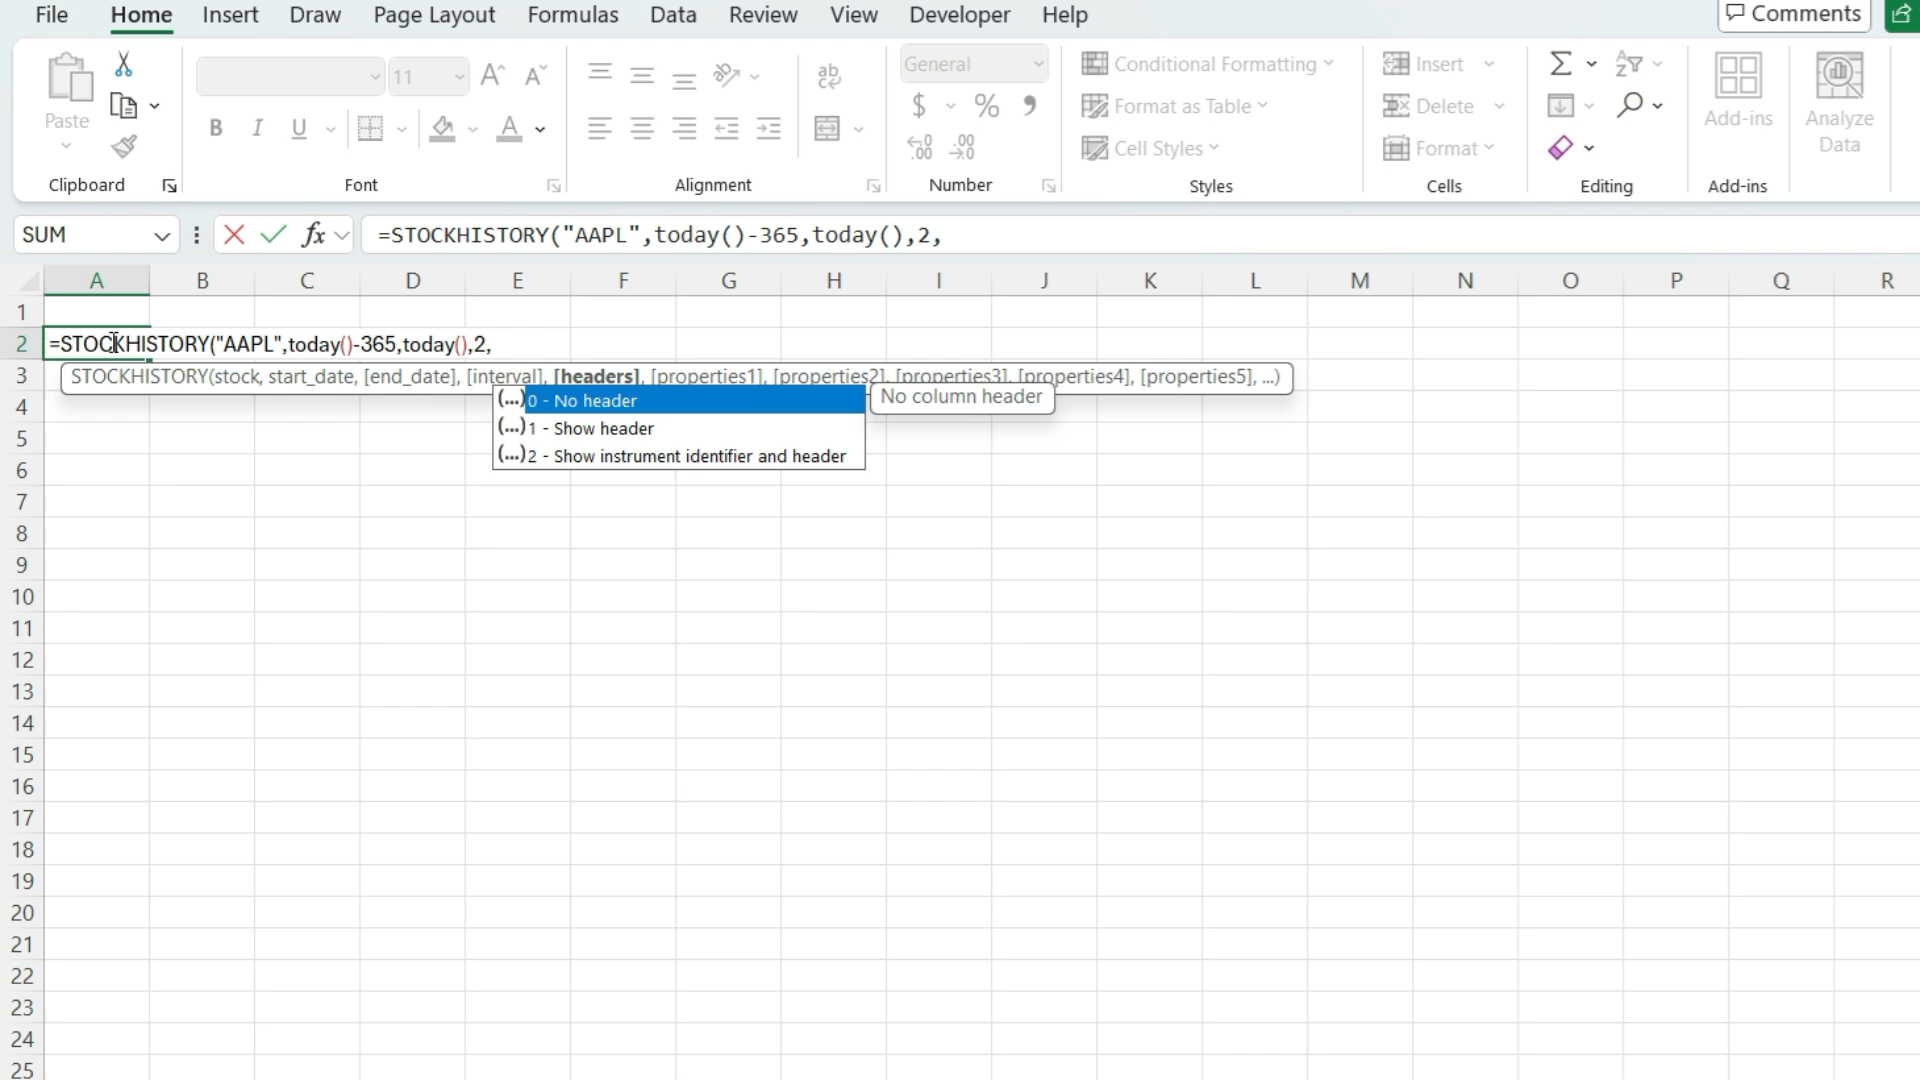 File Home Insert Draw Page Layout Formulas Data Review View Developer Help Comments
11 General Conditional Formatting Insert
Paste $ % Format as Table Delete Add-ins Analyze Data
B I U A Cell Styles Format
Clipboard Font Alignment Number Styles Cells Editing Add-ins
SUM fx =STOCKHISTORY("AAPL",today()-365,today(),2,
A B C D E F G H I J K L M N O P Q R
1
2 =STOCKHISTORY("AAPL",today()-365,today(),2,
3 STOCKHISTORY(stock, start_date, [end_date], [interval], [headers], [properties1], [properties2], [properties3], [properties4], [properties5], ...)
4 (...) 0 - No header No column header
5 (...) 1 - Show header
(...) 2 - Show instrument identifier and header
6
7
8
9
10
11
12
13
14
15
16
17
18
19
20
21
22
23
24
25